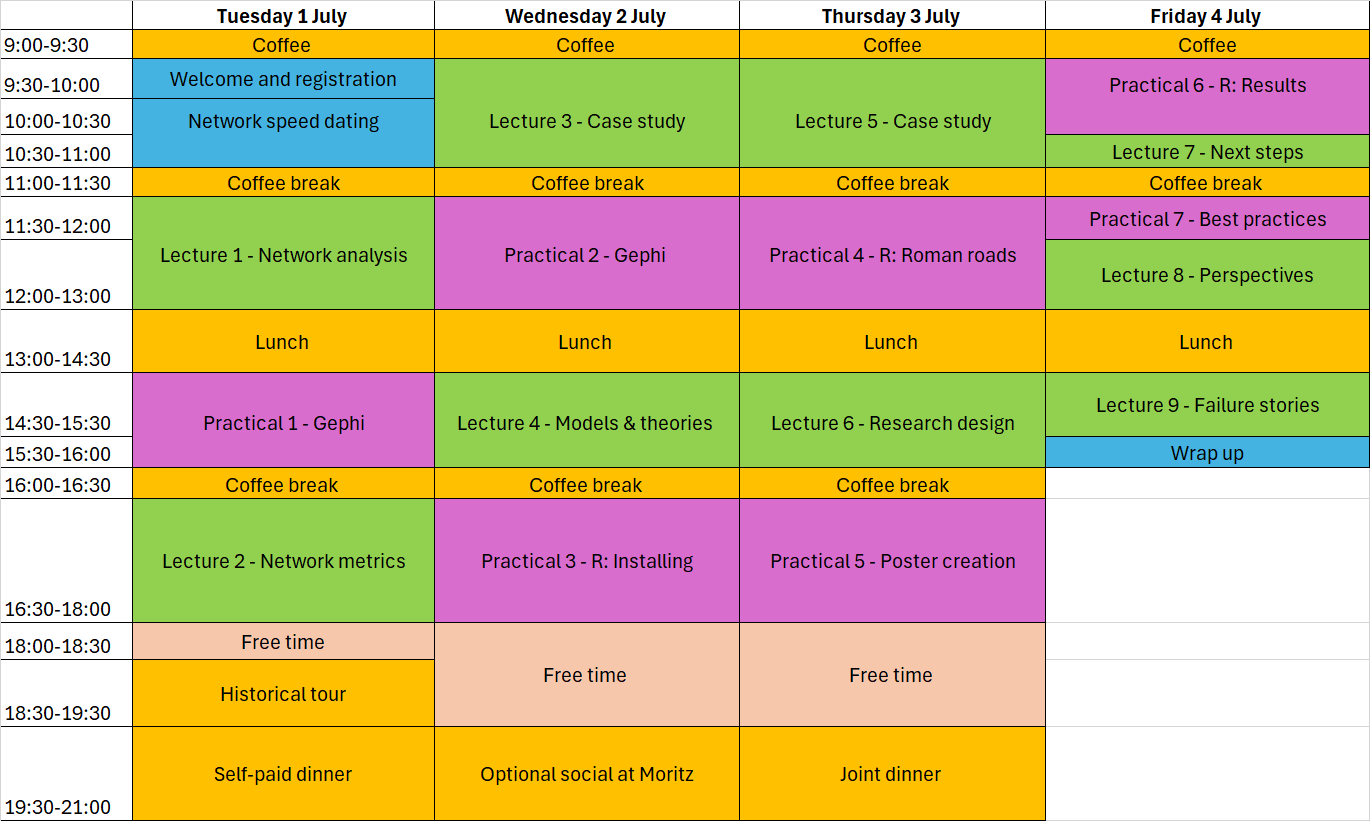 Tuesday 1 July Wednesday 2 July Thursday 3 July Friday 4 July
9:00-9:30 Coffee Coffee Coffee Coffee
9:30-10:00 Welcome and registration Practical 6 - R: Results
10:00-10:30 Network speed dating Lecture 3 - Case study Lecture 5 - Case study
10:30-11:00 Lecture 7 - Next steps
11:00-11:30 Coffee break Coffee break Coffee break Coffee break
11:30-12:00 Practical 7 - Best practices
Lecture 1 - Network analysis Practical 2 - Gephi Practical 4 - R: Roman roads
12:00-13:00 Lecture 8 - Perspectives
13:00-14:30 Lunch Lunch Lunch Lunch
14:30-15:30 Practical 1 - Gephi Lecture 4 - Models & theories Lecture 6 - Research design Lecture 9 - Failure stories
15:30-16:00 Wrap up
16:00-16:30 Coffee break Coffee break Coffee break
16:30-18:00 Lecture 2 - Network metrics Practical 3 - R: Installing Practical 5 - Poster creation
18:00-18:30 Free time
Free time Free time
18:30-19:30 Historical tour
19:30-21:00 Self-paid dinner Optional social at Moritz Joint dinner